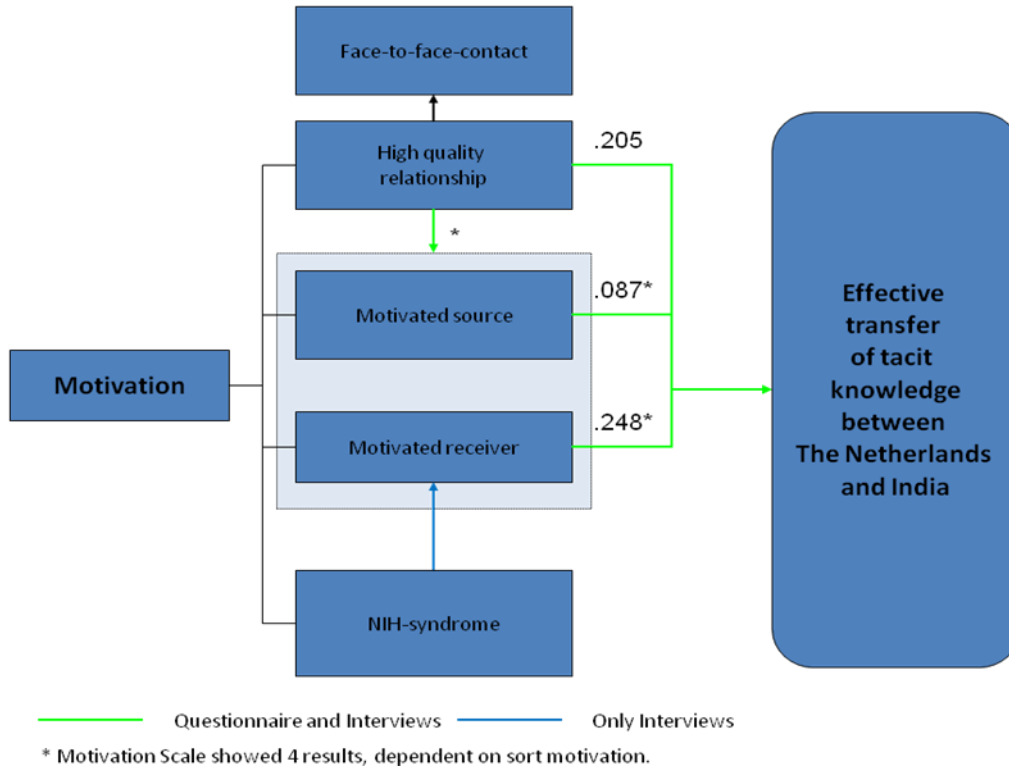 Face-to-face-contact
High quality
relationship
.205
*
Motivated source
.087*
Motivation
Motivated receiver
.248*
NIH-syndrome
Effective
transfer
of tacit
knowledge
between
The Netherlands
and India
Questionnaire and Interviews
Only Interviews
* Motivation Scale showed 4 results, dependent on sort motivation.